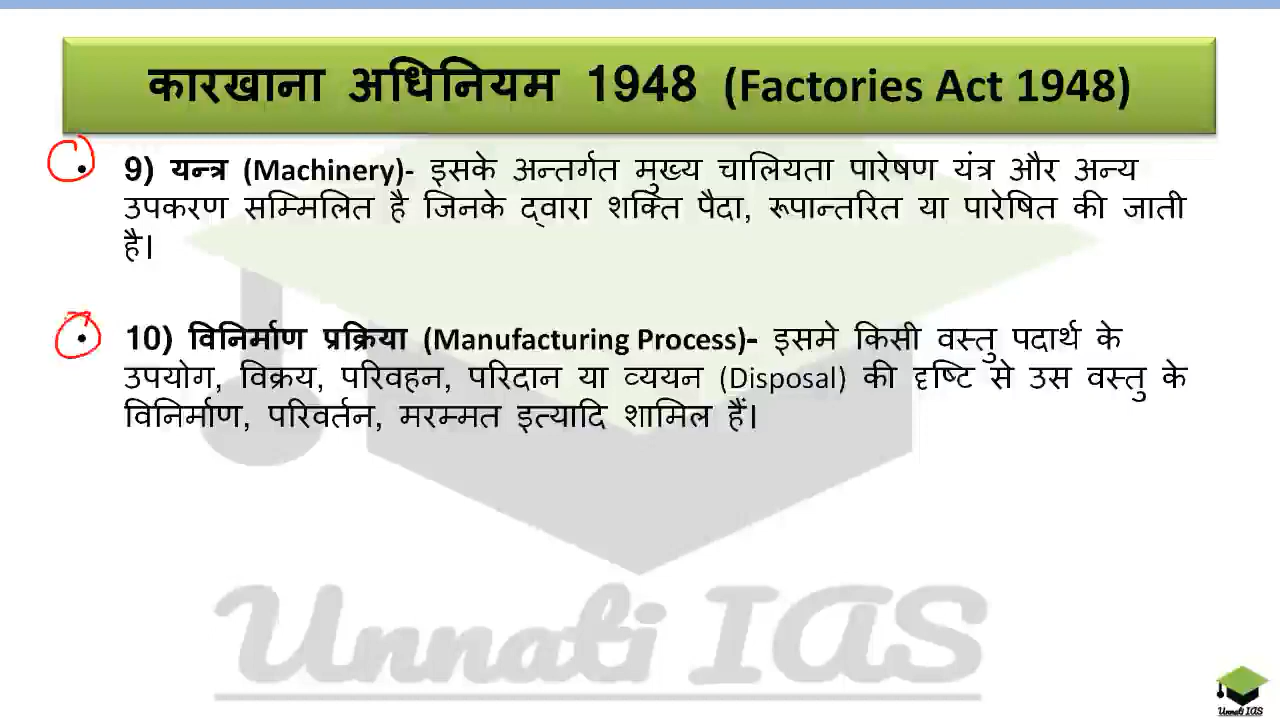 कारखाना अधिनियम 1948 (Factories Act 1948)
• 9) यन्त्र (Machinery)- इसके अन्तर्गत मुख्य चालियता पारेषण यंत्र और अन्य
उपकरण सम्मिलित है जिनके द्वारा शक्ति पैदा, रूपान्तरित या पारेषित की जाती
है।
• 10) विनिर्माण प्रक्रिया (Manufacturing Process)- इसमे किसी वस्तु पदार्थ के
उपयोग, विक्रय, परिवहन, परिदान या व्ययन (Disposal) की दृष्टि से उस वस्तु के
विनिर्माण, परिवर्तन, मरम्मत इत्यादि शामिल हैं।
Unnati IAS
Unnati IAS